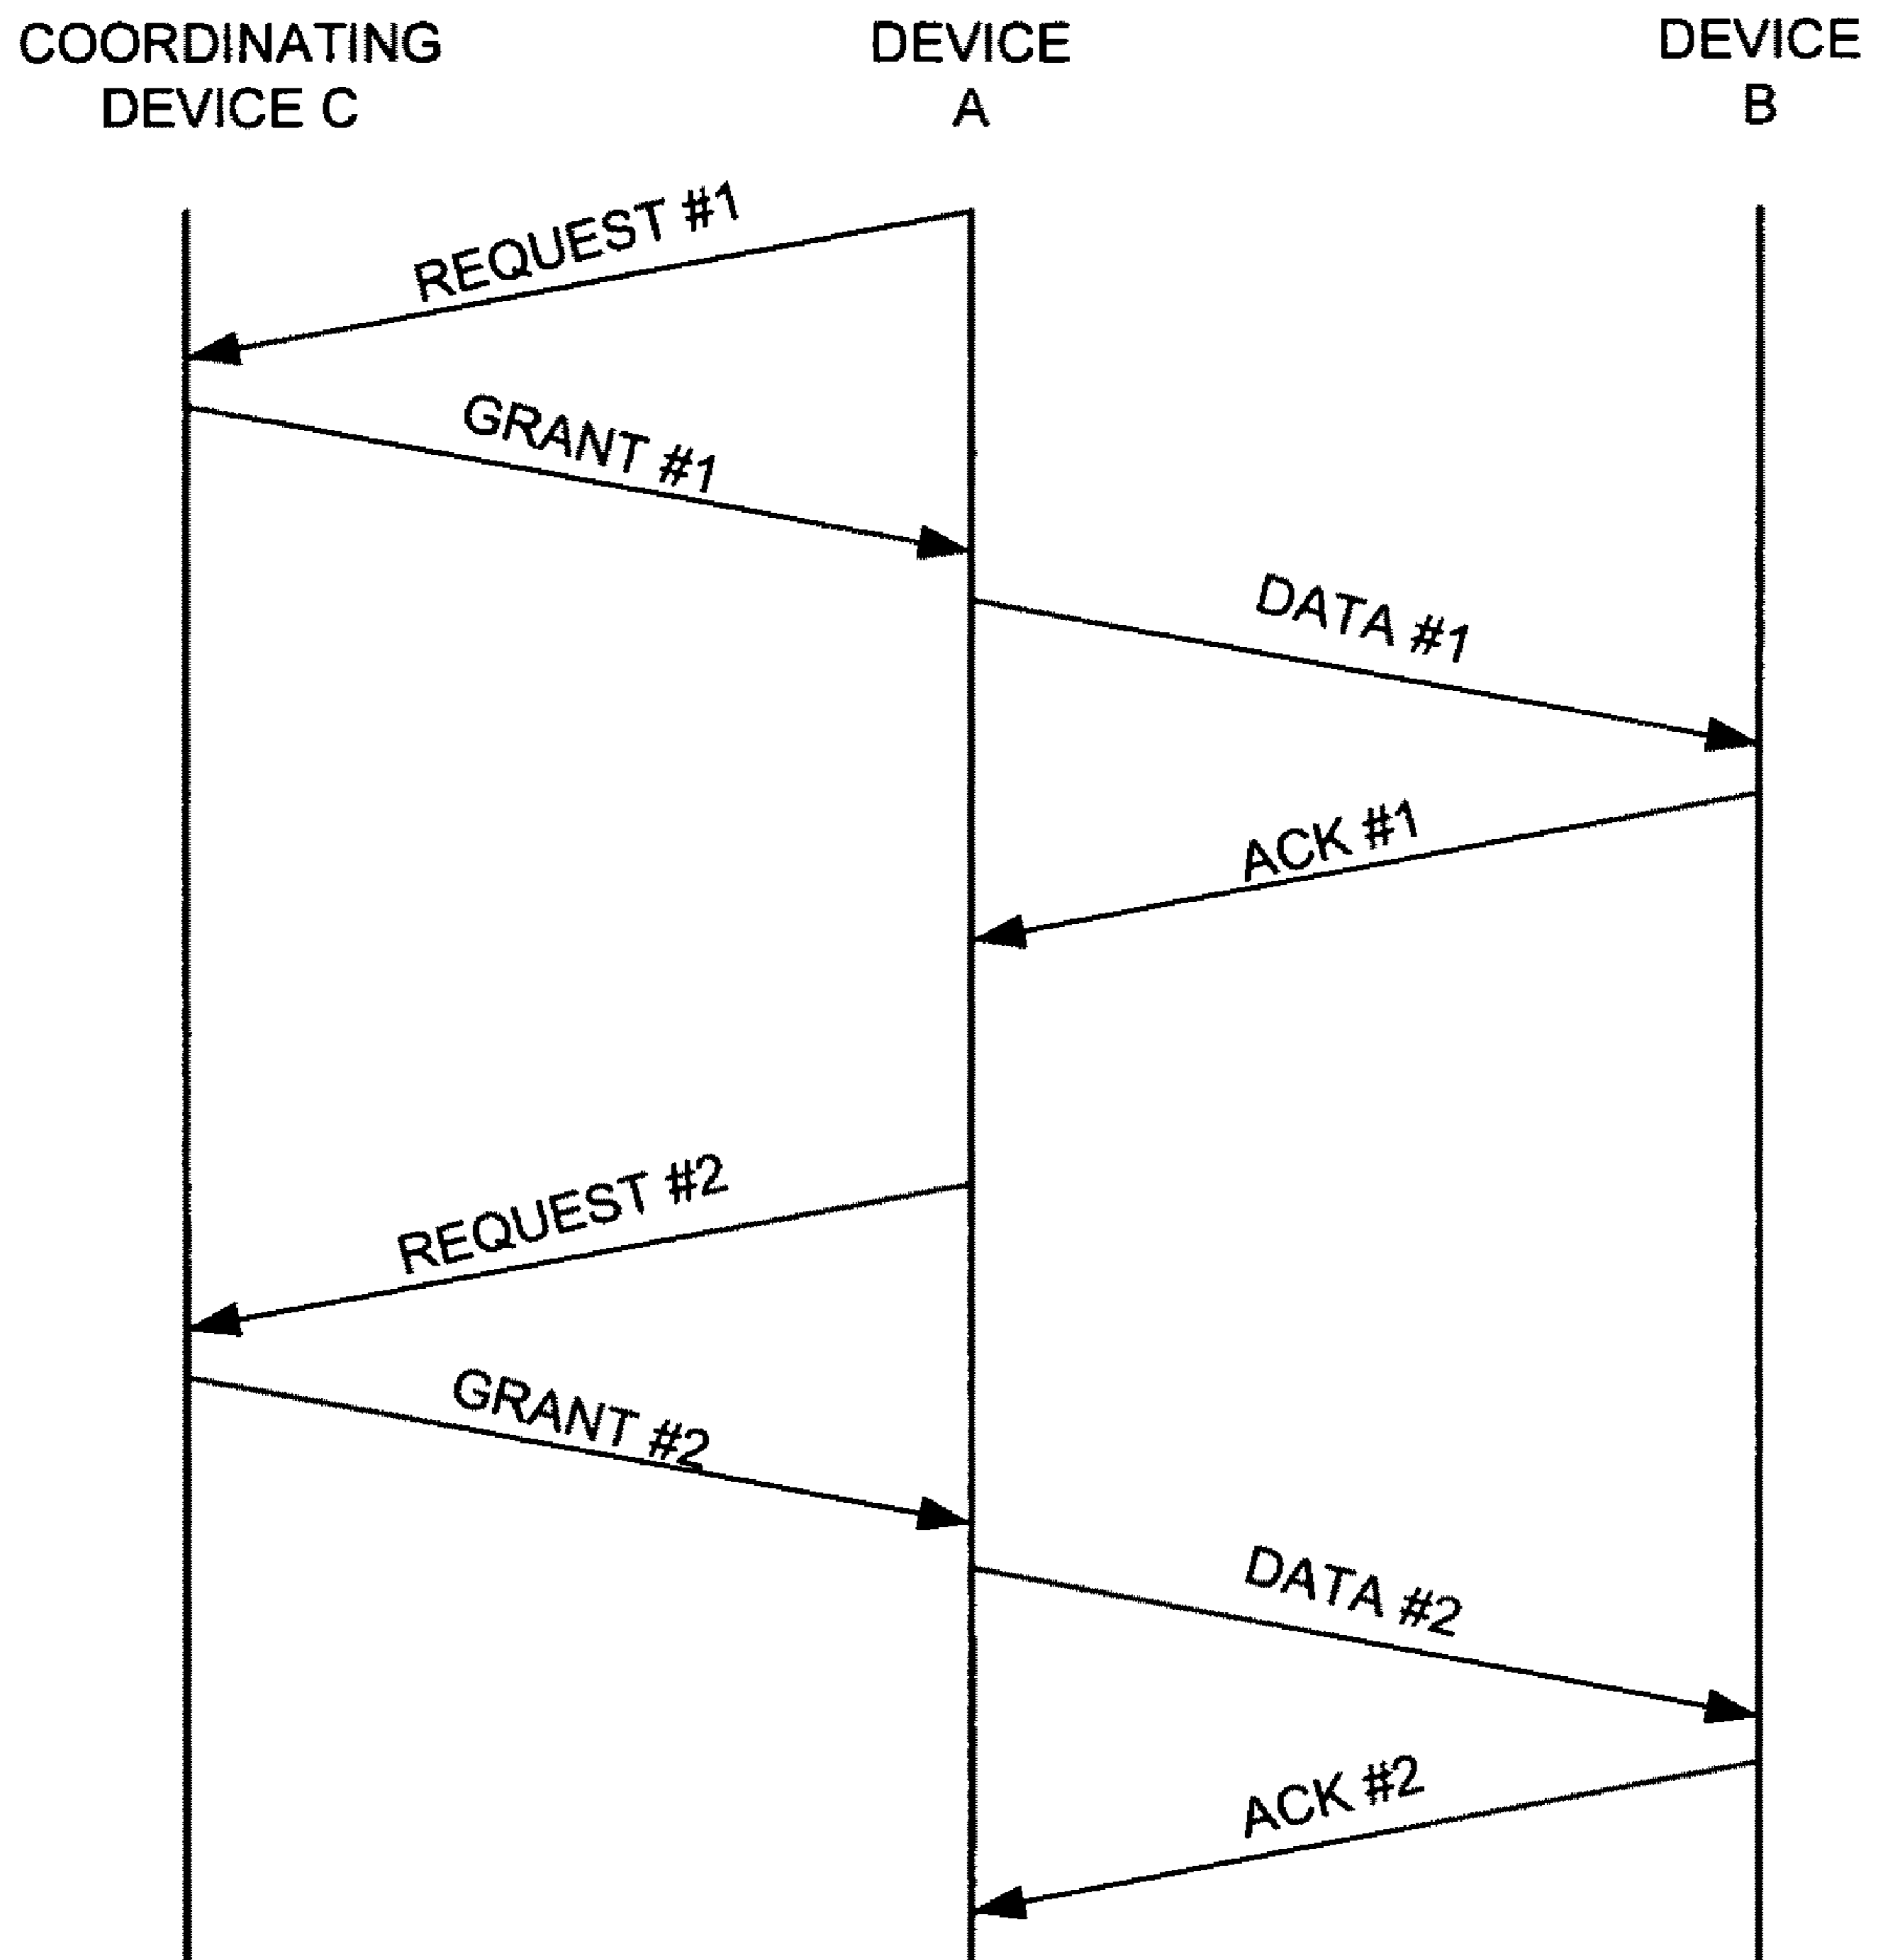 COORDINATING
DEVICE C
DEVICE
A
DEVICE
B
REQUEST #1
GRANT #1
DATA #1
ACK #1
REQUEST #2
GRANT #2
DATA #2
ACK #2